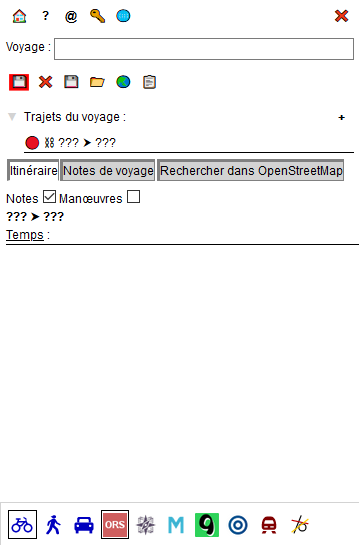 ? @
Voyage :
Trajets du voyage : +
??? ➤ ???
Itinéraire Notes de voyage Rechercher dans OpenStreetMap
Notes Manœuvres
??? ➤ ???
Temps :
ORS M 9